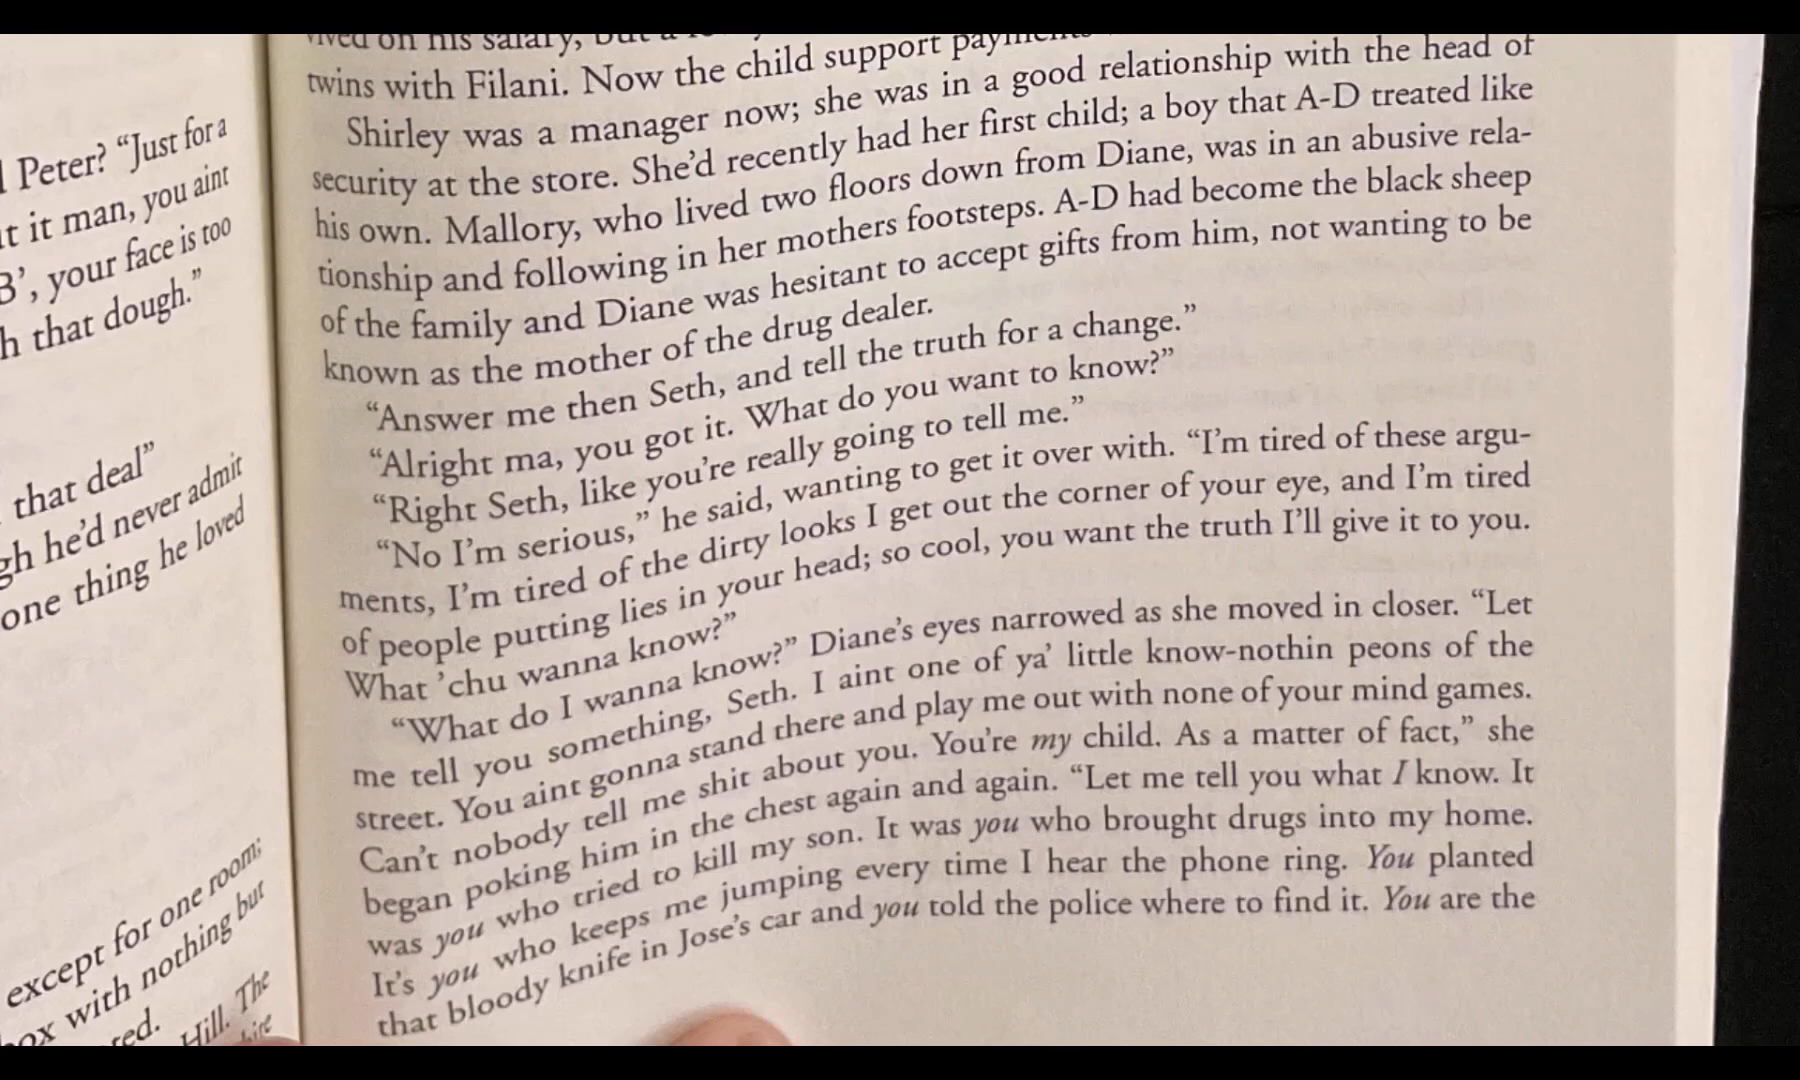 Peter? “Just for a
it man, you aint
’, your face is too
that dough.”
that deal”
he’d never admit
one thing he loved
except for one room;
with nothing but
Hill. The
on his salary,
twins with Filani. Now the child support
Shirley was a manager now; she was in a good relationship with the head of
security at the store. She’d recently had her first child; a boy that A-D treated like
his own. Mallory, who lived two floors down from Diane, was in an abusive rela-
tionship and following in her mothers footsteps. A-D had become the black sheep
of the family and Diane was hesitant to accept gifts from him, not wanting to be
known as the mother of the drug dealer.
“Answer me then Seth, and tell the truth for a change.”
“Alright ma, you got it. What do you want to know?”
“Right Seth, like you’re really going to tell me.”
“No I’m serious,” he said, wanting to get it over with. “I’m tired of these argu-
ments, I’m tired of the dirty looks I get out the corner of your eye, and I’m tired
of people putting lies in your head; so cool, you want the truth I’ll give it to you.
What ’chu wanna know?”
“What do I wanna know?” Diane’s eyes narrowed as she moved in closer. “Let
me tell you something, Seth. I aint one of ya’ little know-nothin peons of the
street. You aint gonna stand there and play me out with none of your mind games.
Can’t nobody tell me shit about you. You’re my child. As a matter of fact,” she
began poking him in the chest again and again. “Let me tell you what I know. It
was you who tried to kill my son. It was you who brought drugs into my home.
It’s you who keeps me jumping every time I hear the phone ring. You planted
that bloody knife in Jose’s car and you told the police where to find it. You are the